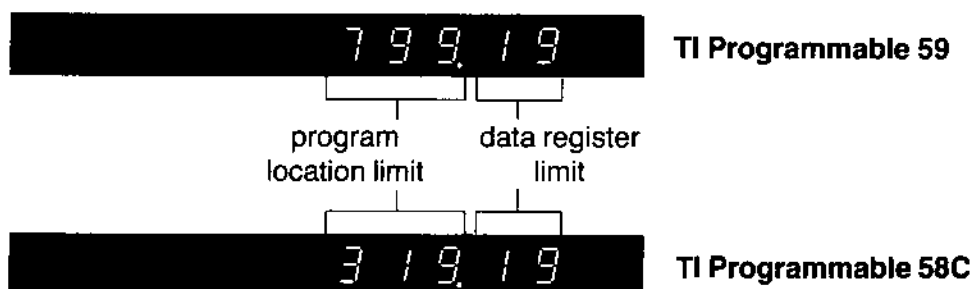 799.19 TI Programmable 59
program data register
location limit limit
319.19 TI Programmable 58C